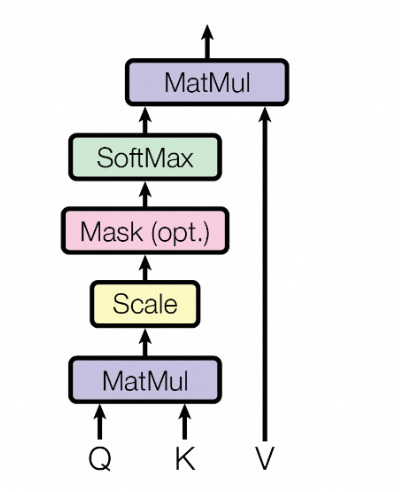 MatMul
SoftMax
Mask (opt.)
Scale
MatMul
Q K V